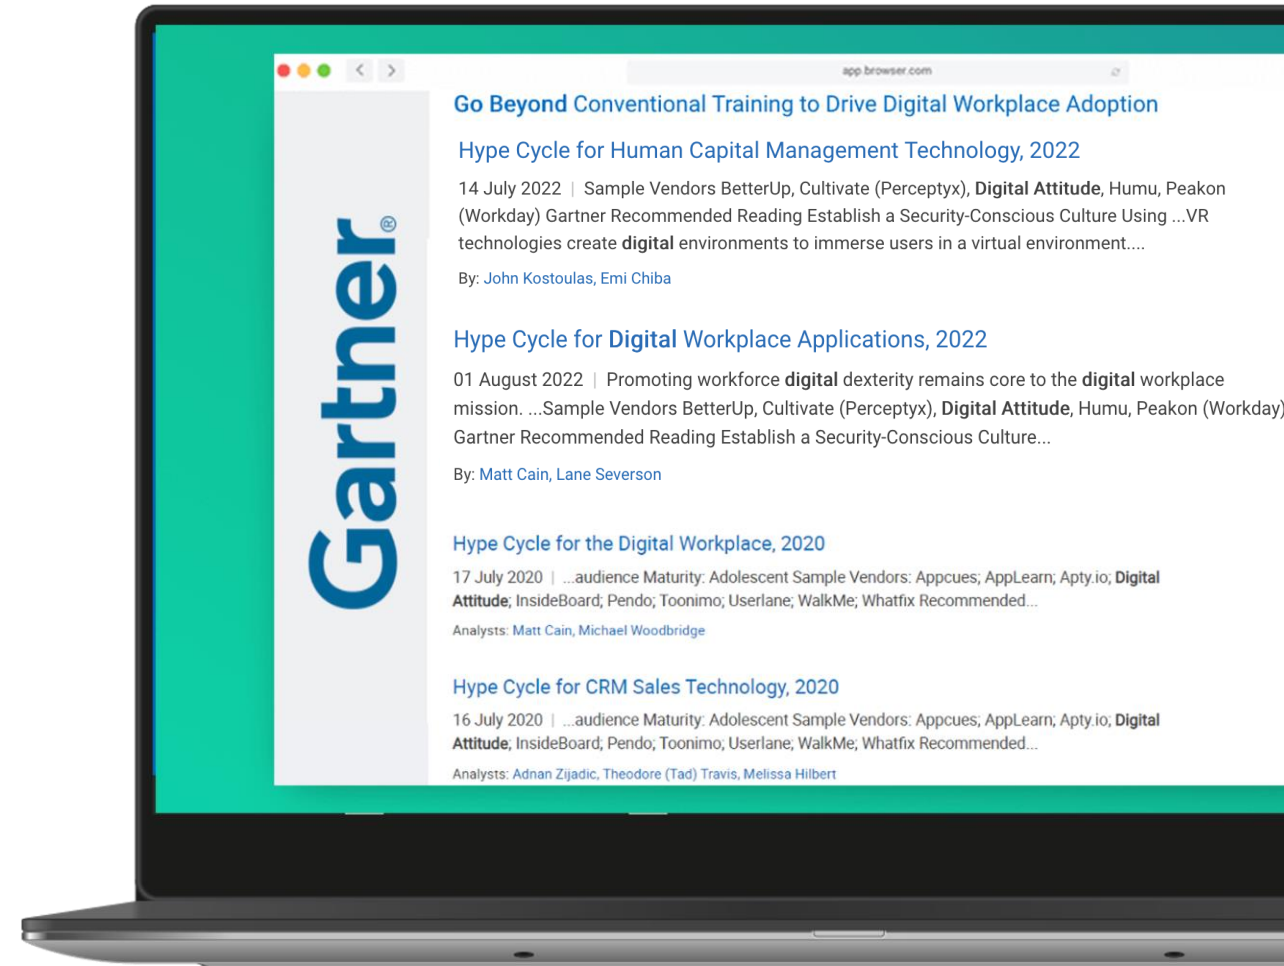 app.browser.com
Gartner®
Go Beyond Conventional Training to Drive Digital Workplace Adoption
Hype Cycle for Human Capital Management Technology, 2022
14 July 2022 | Sample Vendors BetterUp, Cultivate (Perceptyx), Digital Attitude, Humu, Peakon
(Workday) Gartner Recommended Reading Establish a Security-Conscious Culture Using ...VR
technologies create digital environments to immerse users in a virtual environment....
By: John Kostoulas, Emi Chiba
Hype Cycle for Digital Workplace Applications, 2022
01 August 2022 | Promoting workforce digital dexterity remains core to the digital workplace
mission. ...Sample Vendors BetterUp, Cultivate (Perceptyx), Digital Attitude, Humu, Peakon (Workday)
Gartner Recommended Reading Establish a Security-Conscious Culture...
By: Matt Cain, Lane Severson
Hype Cycle for the Digital Workplace, 2020
17 July 2020 | ...audience Maturity: Adolescent Sample Vendors: Appcues; AppLearn; Apty.io; Digital
Attitude; InsideBoard; Pendo; Toonimo; Userlane; WalkMe; Whatfix Recommended...
Analysts: Matt Cain, Michael Woodbridge
Hype Cycle for CRM Sales Technology, 2020
16 July 2020 | ...audience Maturity: Adolescent Sample Vendors: Appcues; AppLearn; Apty.io; Digital
Attitude; InsideBoard; Pendo; Toonimo; Userlane; WalkMe; Whatfix Recommended...
Analysts: Adnan Zijadic, Theodore (Tad) Travis, Melissa Hilbert